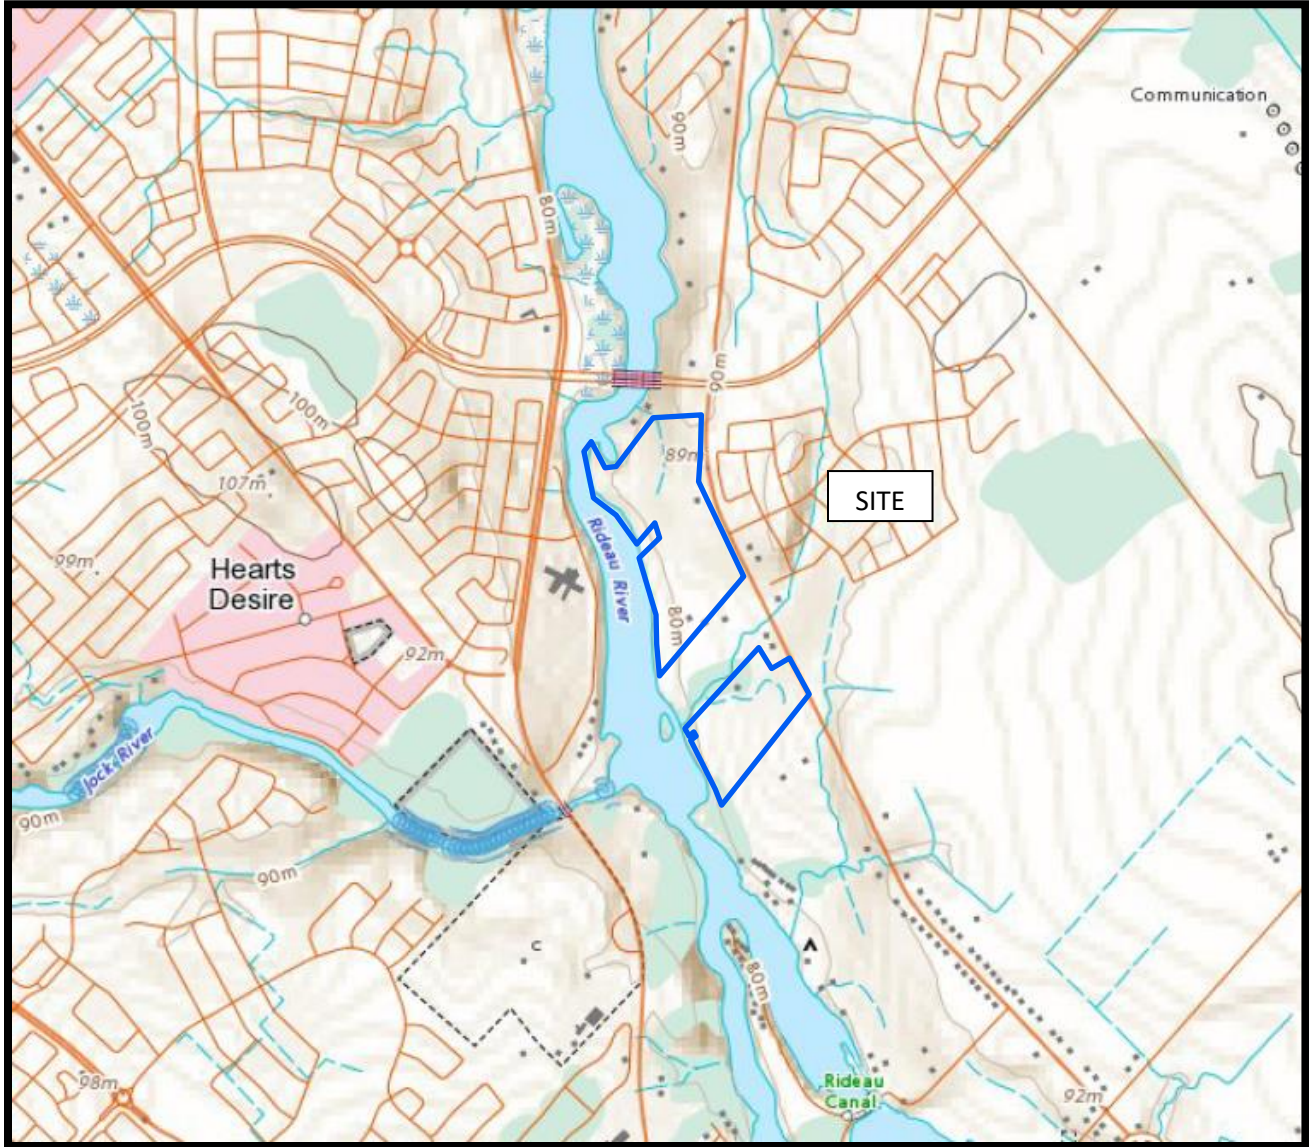 Communication
90m
80m
90m
100m
100m
89m
107m
SITE
99m
Hearts
Desire
Rideau River
80m
92m
Jock River
90m
90m
c
80m
Rideau
Canal
98m
92m